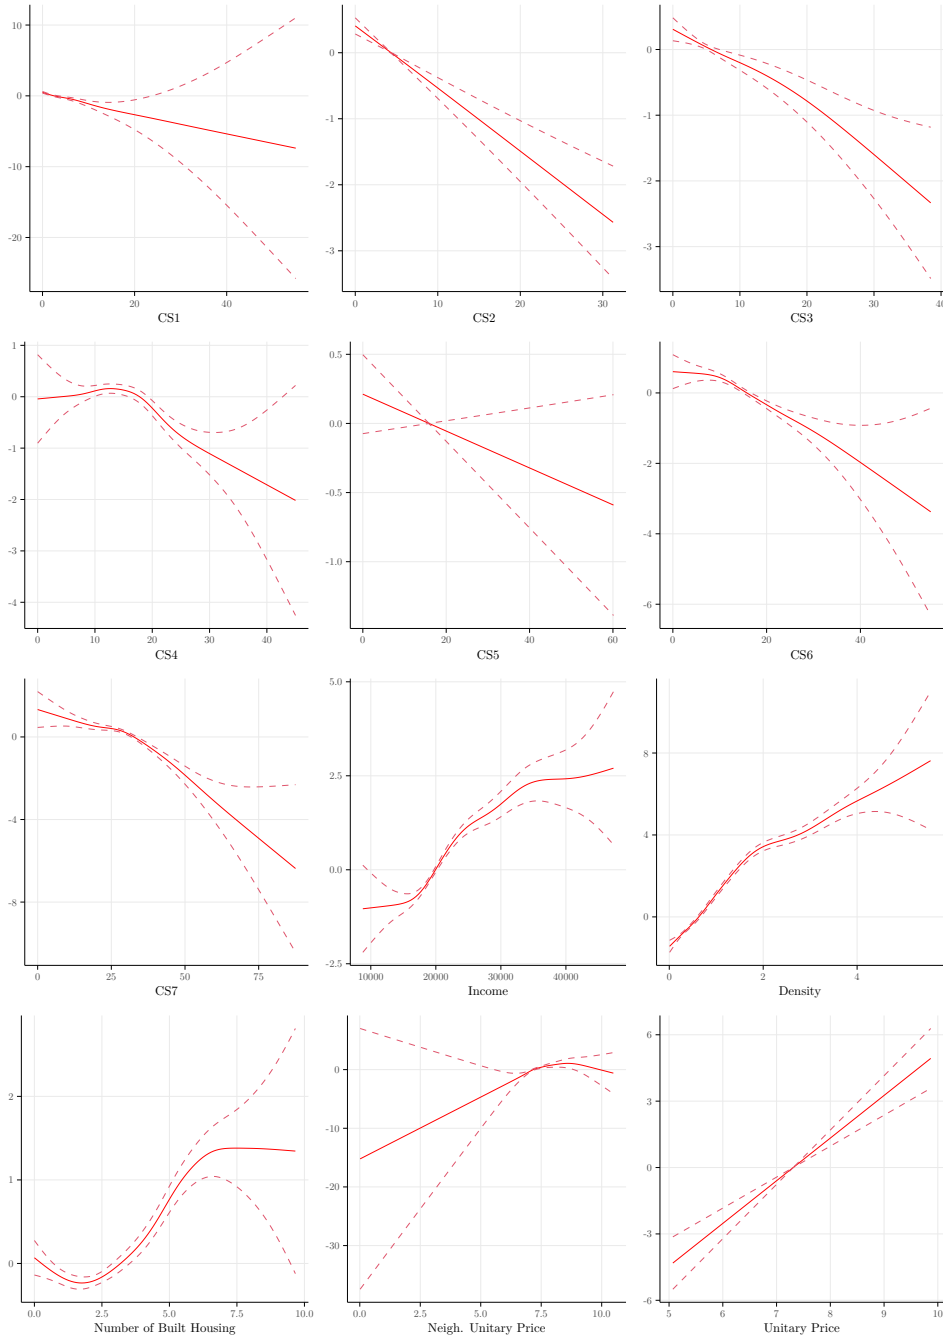 10
0
-10
-20
0 20 40
CS1
0
-1
-2
-3
0 10 20 30
CS2
0
-1
-2
-3
0 10 20 30 40
CS3
1
0
-1
-2
-3
-4
0 10 20 30 40
CS4
0.5
0.0
-0.5
-1.0
0 20 40 60
CS5
0
-2
-4
-6
0 20 40
CS6
0
-4
-8
0 25 50 75
CS7
5.0
2.5
0.0
-2.5
10000 20000 30000 40000
Income
8
4
0
0 2 4
Density
2
1
0
0.0 2.5 5.0 7.5 10.0
Number of Built Housing
0
-10
-20
-30
0.0 2.5 5.0 7.5 10.0
Neigh. Unitary Price
6
3
0
-3
-6
5 6 7 8 9 10
Unitary Price